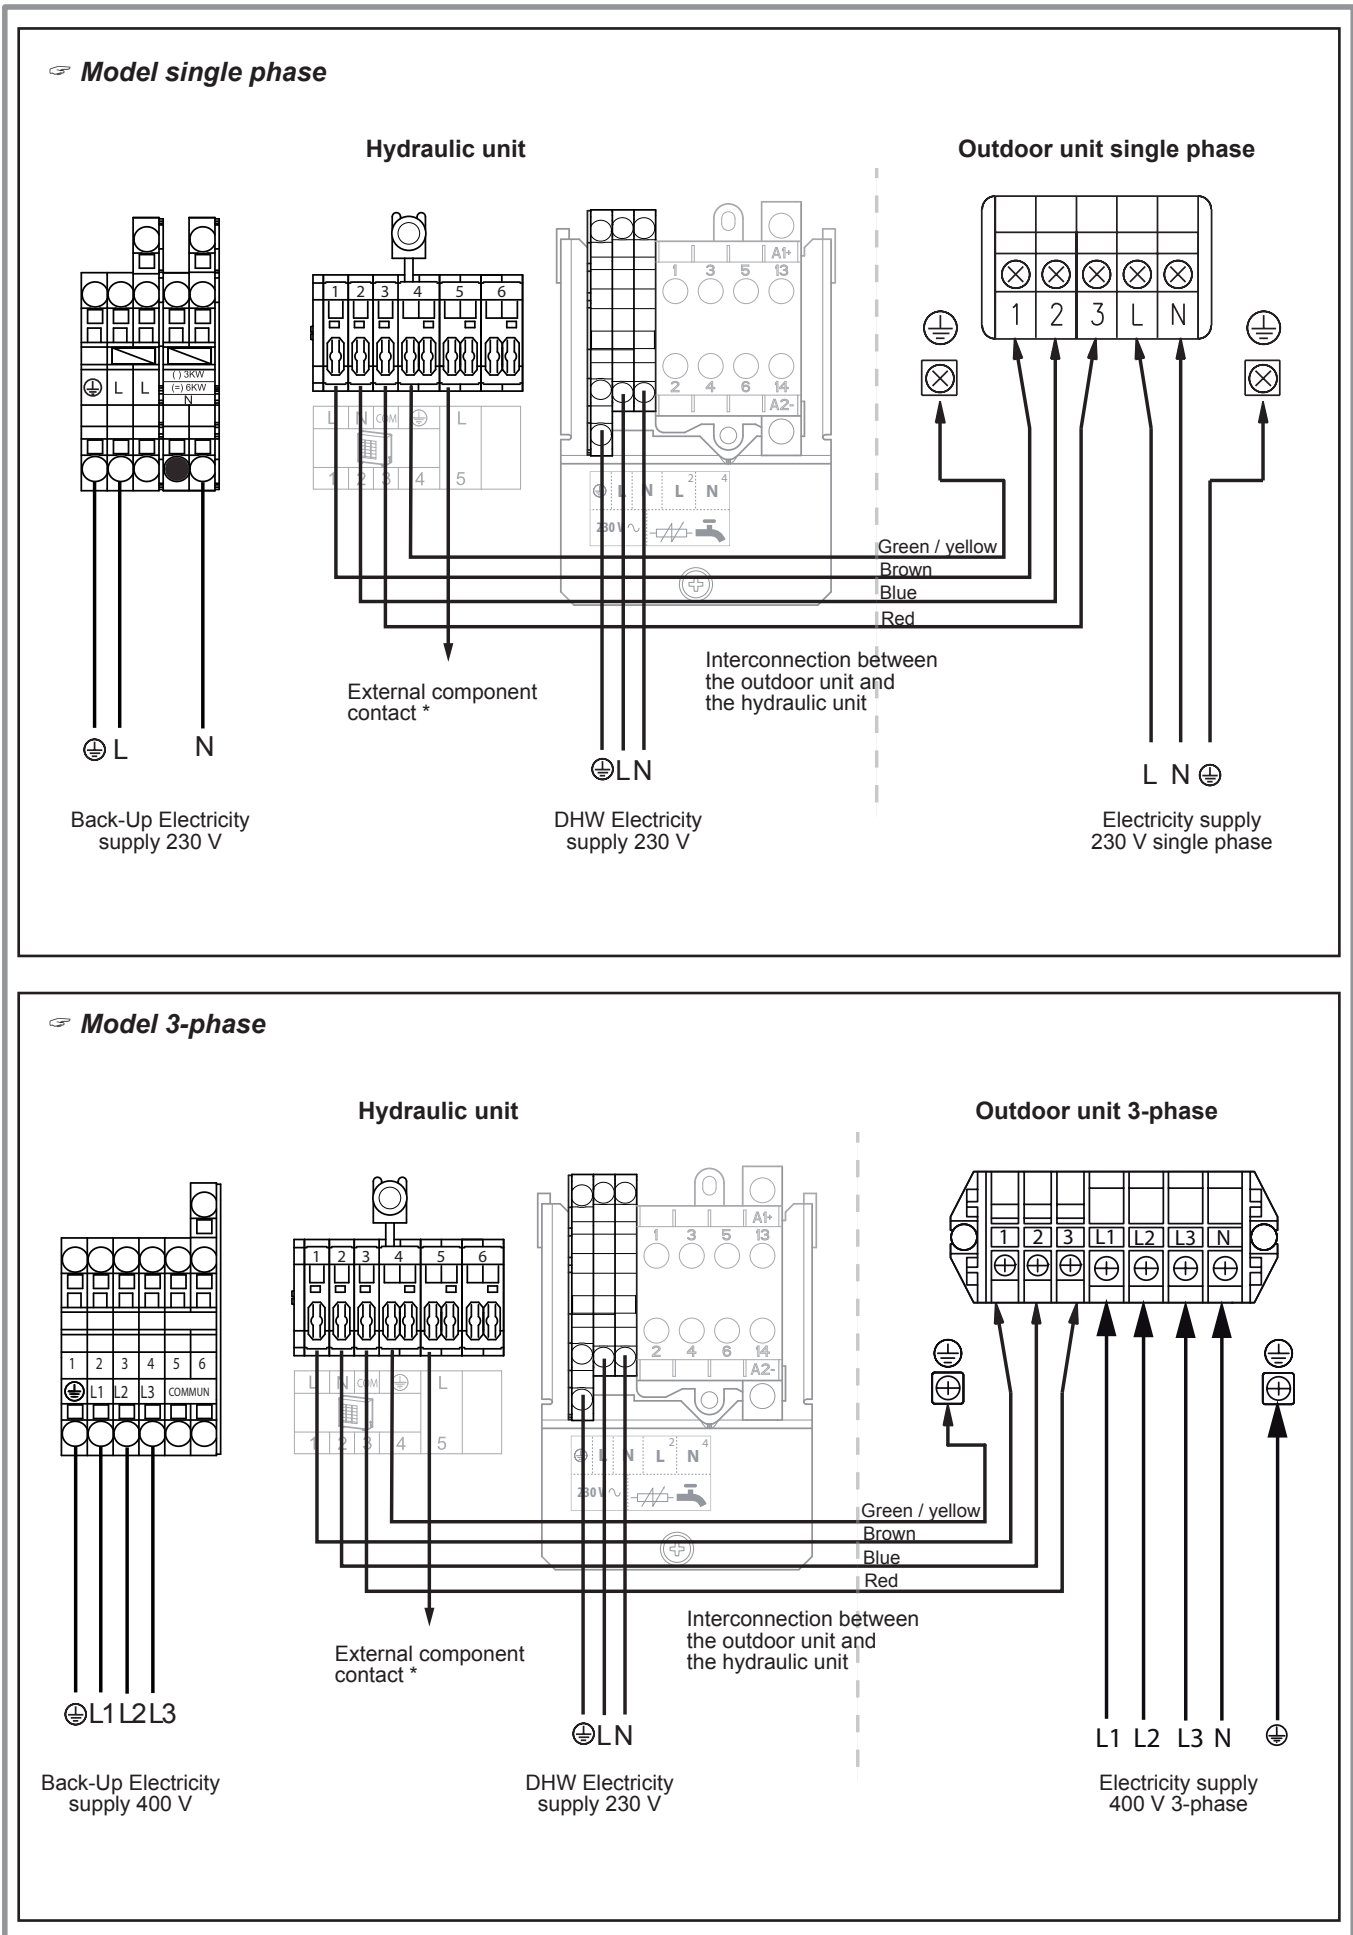 ☞ Model single phase
Hydraulic unit
Outdoor unit single phase
L L
( ) 3KW
(=) 6KW
N
1 2 3 4 5 6
L N COM L
1 2 3 4 5
A1+
1 3 5 13
2 4 6 14
A2-
L N L 2 N 4
230 V ~
1 2 3 L N
Green / yellow
Brown
Blue
Red
External component
contact *
Interconnection between
the outdoor unit and
the hydraulic unit
L N
L N
L N
Back-Up Electricity
supply 230 V
DHW Electricity
supply 230 V
Electricity supply
230 V single phase
☞ Model 3-phase
Hydraulic unit
Outdoor unit 3-phase
1 2 3 4 5 6
L1 L2 L3 COMMUN
1 2 3 4 5 6
L N COM L
1 2 3 4 5
A1+
1 3 5 13
2 4 6 14
A2-
L N L 2 N 4
230 V ~
1 2 3 L1 L2 L3 N
Green / yellow
Brown
Blue
Red
External component
contact *
Interconnection between
the outdoor unit and
the hydraulic unit
L1 L2 L3
L N
L1 L2 L3 N
Back-Up Electricity
supply 400 V
DHW Electricity
supply 230 V
Electricity supply
400 V 3-phase